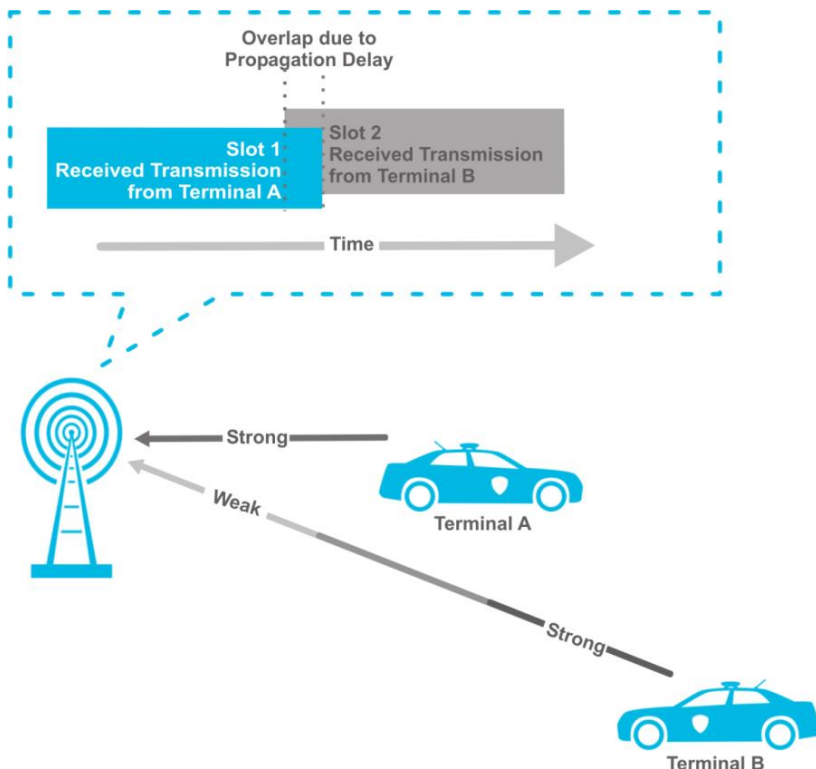 Overlap due to
Propagation Delay
Slot 1
Received Transmission
from Terminal A
Slot 2
Received Transmission
from Terminal B
Time
Strong
Terminal A
Weak
Strong
Terminal B